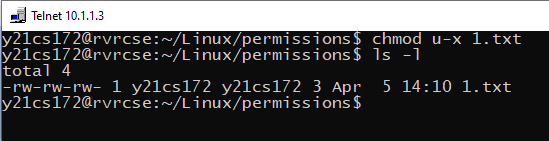 Telnet 10.1.1.3
y21cs172@rvrcse:~/Linux/permissions$ chmod u-x 1.txt
y21cs172@rvrcse:~/Linux/permissions$ ls -l
total 4
-rw-rw-rw- 1 y21cs172 y21cs172 3 Apr  5 14:10 1.txt
y21cs172@rvrcse:~/Linux/permissions$